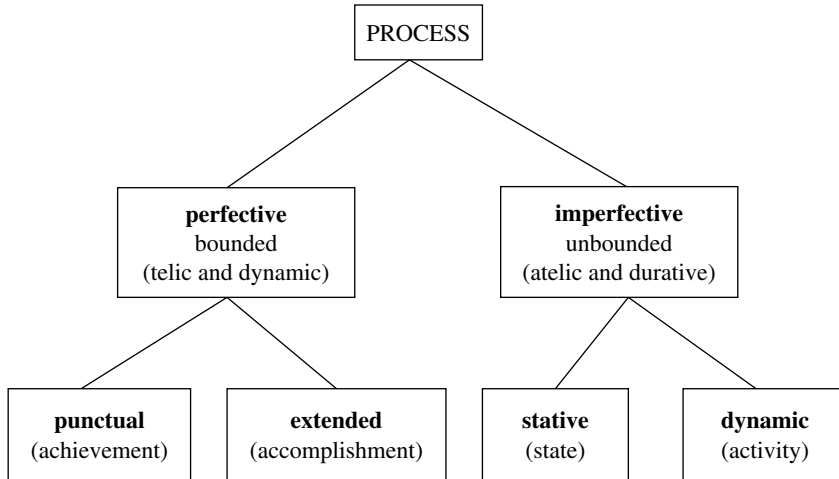 PROCESS
perfective
bounded
(telic and dynamic)
imperfective
unbounded
(atelic and durative)
punctual
(achievement)
extended
(accomplishment)
stative
(state)
dynamic
(activity)